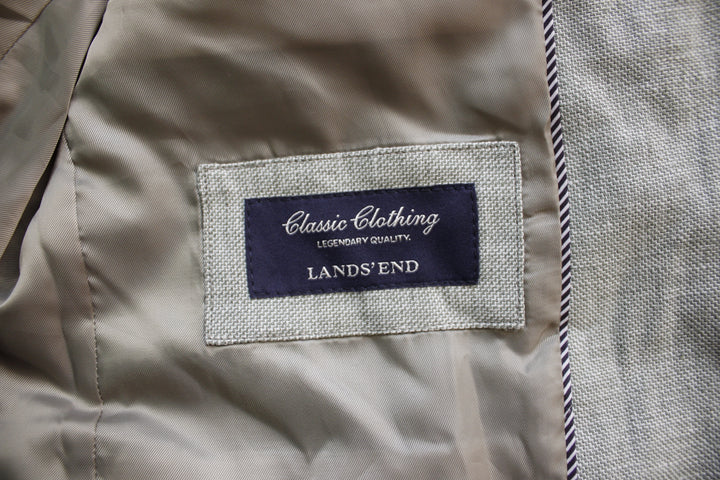 Classic Clothing
LEGENDARY QUALITY.
LANDS' END